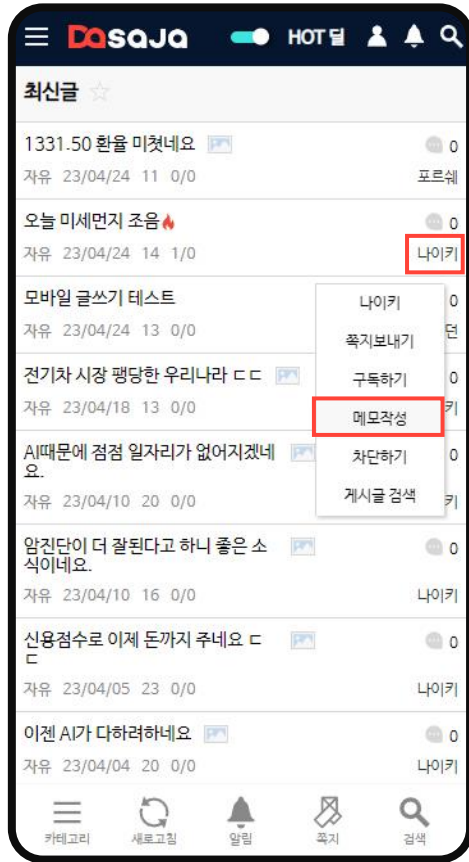 Dasaja HOT딜
최신글
1331.50 환율 미쳣네요 0
자유 23/04/24 11 0/0 포르쉐
오늘 미세먼지 조음 0
자유 23/04/24 14 1/0 나이키
모바일 글쓰기 테스트 0
자유 23/04/24 13 0/0 던
나이키
쪽지보내기
구독하기
메모작성
차단하기
게시글 검색
전기차 시장 팽당한 우리나라 ㄷㄷ 0
자유 23/04/18 13 0/0 키
AI때문에 점점 일자리가 없어지겠네 0
요.
자유 23/04/10 20 0/0 키
암진단이 더 잘된다고 하니 좋은 소 0
식이네요.
자유 23/04/10 16 0/0 나이키
신용점수로 이제 돈까지 주네요 ㄷ 0
ㄷ
자유 23/04/05 23 0/0 나이키
이젠 AI가 다하려하네요 0
자유 23/04/04 20 0/0 나이키
카테고리 새로고침 알림 쪽지 검색